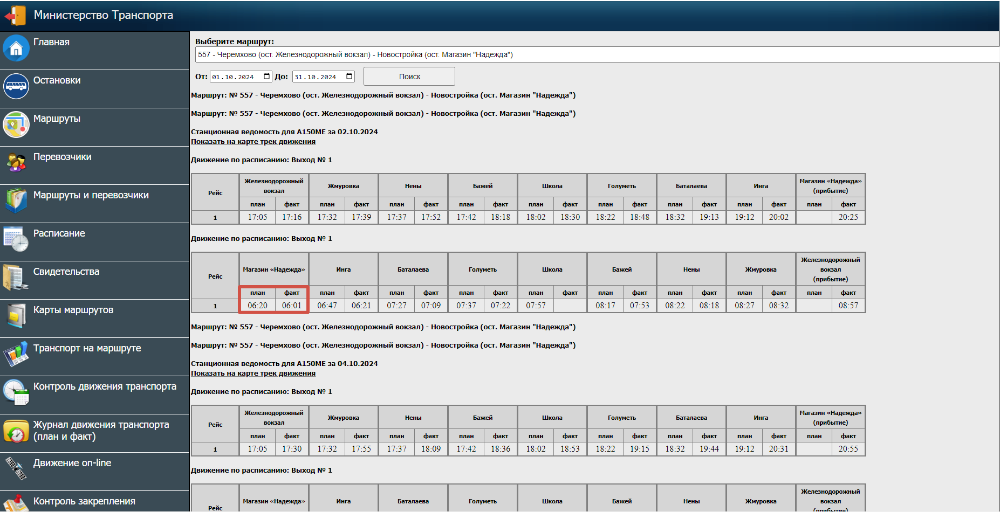 Министерство Транспорта
Главная
Остановки
Маршруты
Перевозчики
Маршруты и перевозчики
Расписание
Свидетельства
Карты маршрутов
Транспорт на маршруте
Контроль движения транспорта
Журнал движения транспорта
(план и факт)
Движение on-line
Контроль закрепления
Выберите маршрут:
557 - Черемхово (ост. Железнодорожный вокзал) - Новостройка (ост. Магазин "Надежда")
От: 01.10.2024 До: 31.10.2024 Поиск
Маршрут: № 557 - Черемхово (ост. Железнодорожный вокзал) - Новостройка (ост. Магазин "Надежда")
Маршрут: № 557 - Черемхово (ост. Железнодорожный вокзал) - Новостройка (ост. Магазин "Надежда")
Станционная ведомость для А150МЕ за 02.10.2024
Показать на карте трек движения
Движение по расписанию: Выход № 1
Рейс Железнодорожный вокзал Жмуровка Нены Бажей Школа Голуметь Баталаева Инга Магазин «Надежда» (прибытие)
план факт план факт план факт план факт план факт план факт план факт план факт план факт
1 17:05 17:16 17:32 17:39 17:37 17:52 17:42 18:18 18:02 18:30 18:22 18:48 18:32 19:13 19:12 20:02 20:25
Движение по расписанию: Выход № 1
Рейс Магазин «Надежда» Инга Баталаева Голуметь Школа Бажей Нены Жмуровка Железнодорожный вокзал (прибытие)
план факт план факт план факт план факт план факт план факт план факт план факт план факт
1 06:20 06:01 06:47 06:21 07:27 07:09 07:37 07:22 07:57 08:17 07:53 08:22 08:18 08:27 08:32 08:57
Маршрут: № 557 - Черемхово (ост. Железнодорожный вокзал) - Новостройка (ост. Магазин "Надежда")
Маршрут: № 557 - Черемхово (ост. Железнодорожный вокзал) - Новостройка (ост. Магазин "Надежда")
Станционная ведомость для А150МЕ за 04.10.2024
Показать на карте трек движения
Движение по расписанию: Выход № 1
Рейс Железнодорожный вокзал Жмуровка Нены Бажей Школа Голуметь Баталаева Инга Магазин «Надежда» (прибытие)
план факт план факт план факт план факт план факт план факт план факт план факт план факт
1 17:05 17:30 17:32 17:55 17:37 18:09 17:42 18:36 18:02 18:53 18:22 19:15 18:32 19:44 19:12 20:31 20:55
Движение по расписанию: Выход № 1
Рейс Магазин «Надежда» Инга Баталаева Голуметь Школа Бажей Нены Жмуровка Железнодорожный вокзал (прибытие)